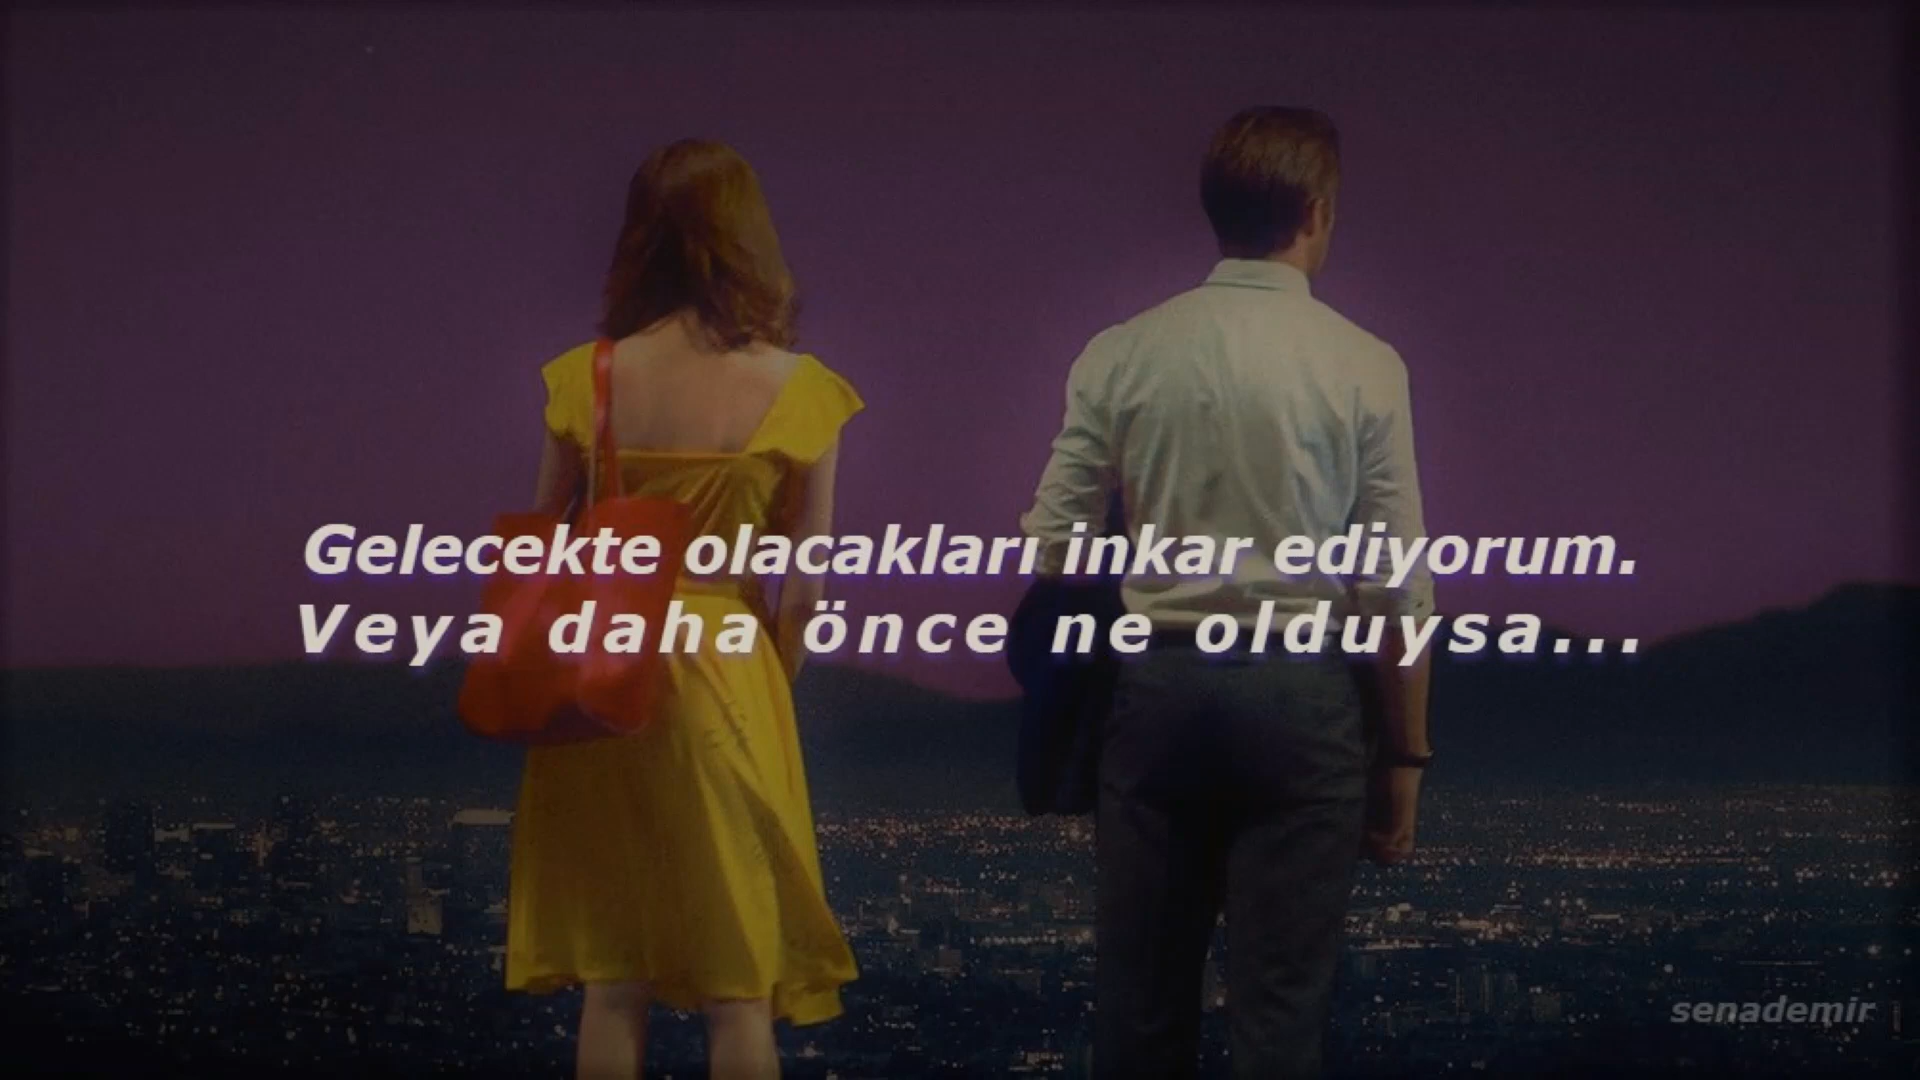 Gelecekte olacakları inkar ediyorum.
Veya daha önce ne olduysa...
senademir